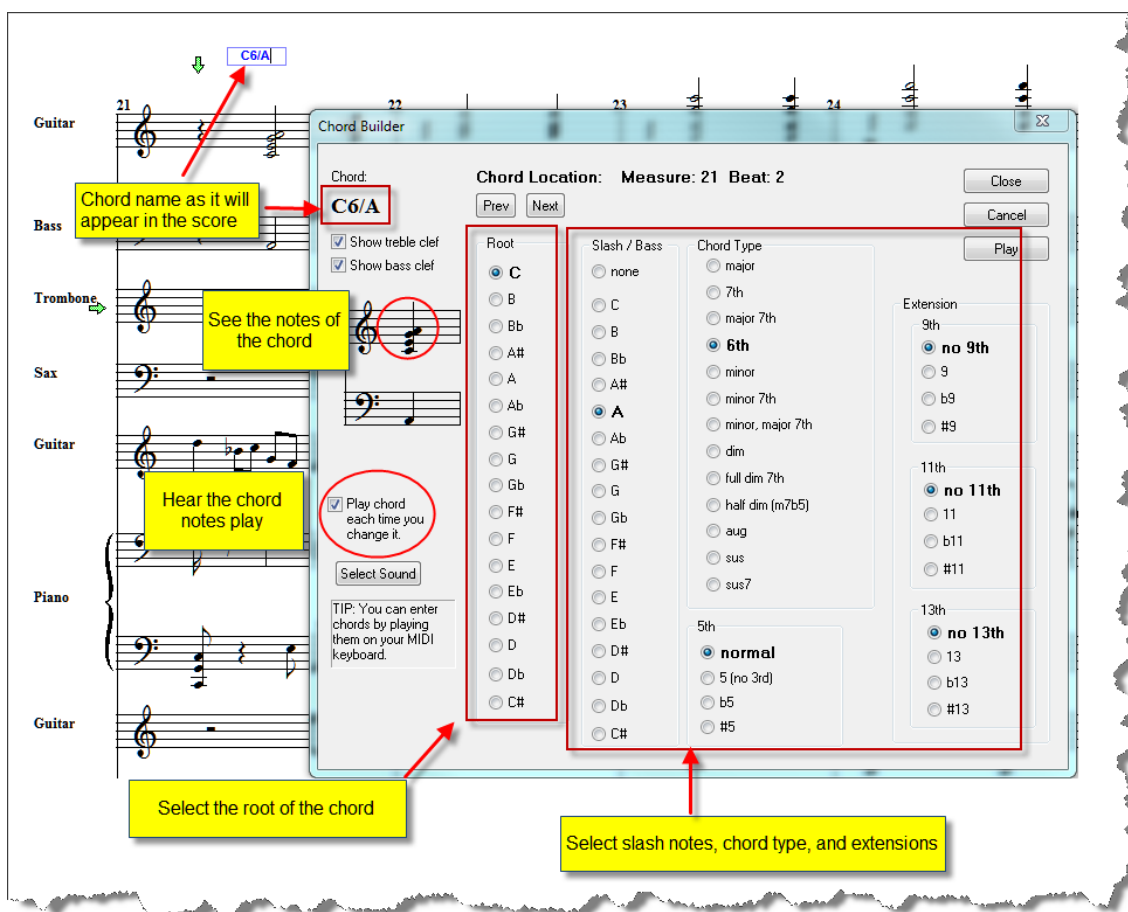 C6/A
21
22
23
24
Guitar
Bass
Trombone
Sax
Guitar
Piano
Guitar
Chord name as it will
appear in the score
See the notes of
the chord
Hear the chord
notes play
Chord Builder
Chord:
C6/A
Show treble clef
Show bass clef
Play chord
each time you
change it.
Select Sound
TIP: You can enter
chords by playing
them on your MIDI
keyboard.
Chord Location: Measure: 21 Beat: 2
Prev Next
Close
Cancel
Play
Root
C
B
Bb
A#
A
Ab
G#
G
Gb
F#
F
E
Eb
D#
D
Db
C#
Slash / Bass
none
C
B
Bb
A#
A
Ab
G#
G
Gb
F#
F
E
Eb
D#
D
Db
C#
Chord Type
major
7th
major 7th
6th
minor
minor 7th
minor, major 7th
dim
full dim 7th
half dim (m7b5)
aug
sus
sus7
5th
normal
5 (no 3rd)
b5
#5
Extension
9th
no 9th
9
b9
#9
11th
no 11th
11
b11
#11
13th
no 13th
13
b13
#13
Select the root of the chord
Select slash notes, chord type, and extensions